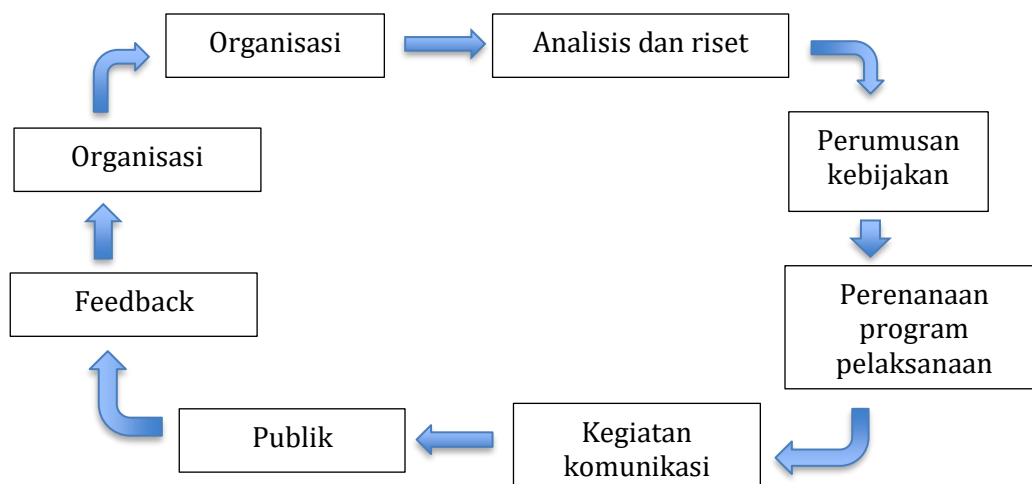 Organisasi
Analisis dan riset
Perumusan
kebijakan
Perenanaan
program
pelaksanaan
Kegiatan
komunikasi
Publik
Feedback
Organisasi